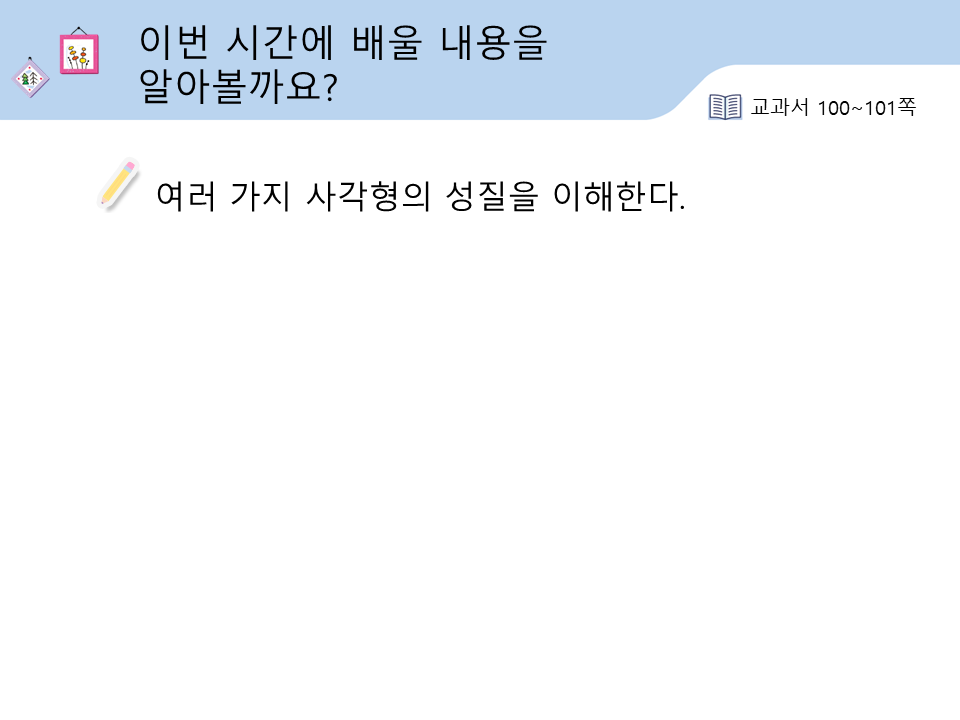 이번 시간에 배울 내용을
알아볼까요?
교과서 100~101쪽
여러 가지 사각형의 성질을 이해한다.